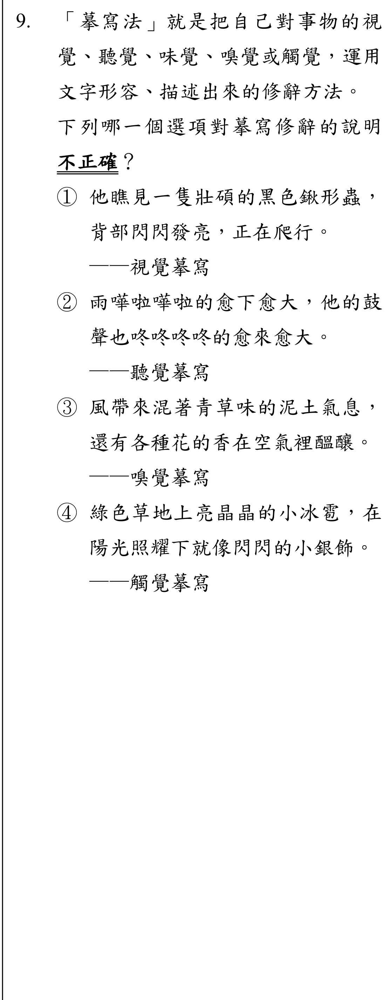 9. 「摹寫法」就是把自己對事物的視
覺、聽覺、味覺、嗅覺或觸覺，運用
文字形容、描述出來的修辭方法。
下列哪一個選項對摹寫修辭的說明
不正確？
① 他瞧見一隻壯碩的黑色鍬形蟲，
背部閃閃發亮，正在爬行。
──視覺摹寫
② 雨嘩啦嘩啦的愈下愈大，他的鼓
聲也咚咚咚咚的愈來愈大。
──聽覺摹寫
③ 風帶來混著青草味的泥土氣息，
還有各種花的香在空氣裡醞釀。
──嗅覺摹寫
④ 綠色草地上亮晶晶的小冰雹，在
陽光照耀下就像閃閃的小銀飾。
──觸覺摹寫